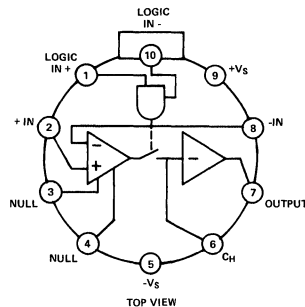 LOGIC
IN -
LOGIC
IN +
10
1
9
+VS
+ IN
2
8
-IN
-
+
-
3
7
NULL
OUTPUT
4
6
NULL
5
CH
-VS
TOP VIEW